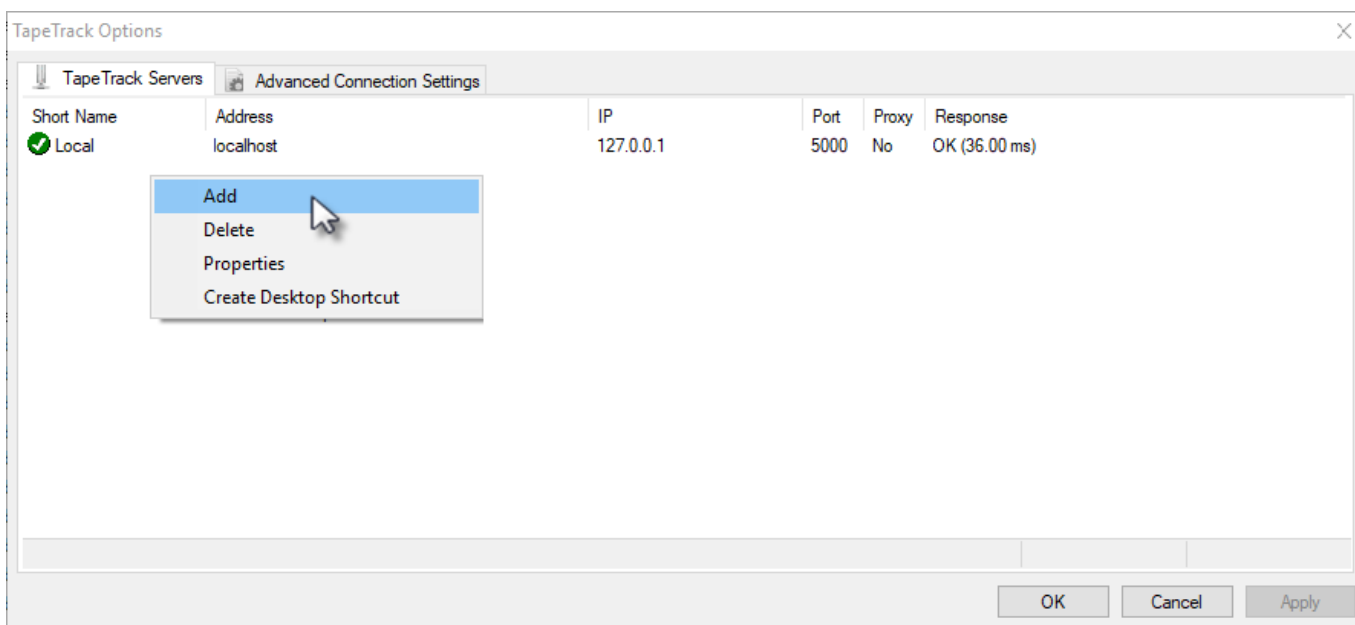 TapeTrack Options
TapeTrack Servers Advanced Connection Settings
Short Name Address IP Port Proxy Response
Local localhost 127.0.0.1 5000 No OK (36.00 ms)
Add
Delete
Properties
Create Desktop Shortcut
OK Cancel Apply